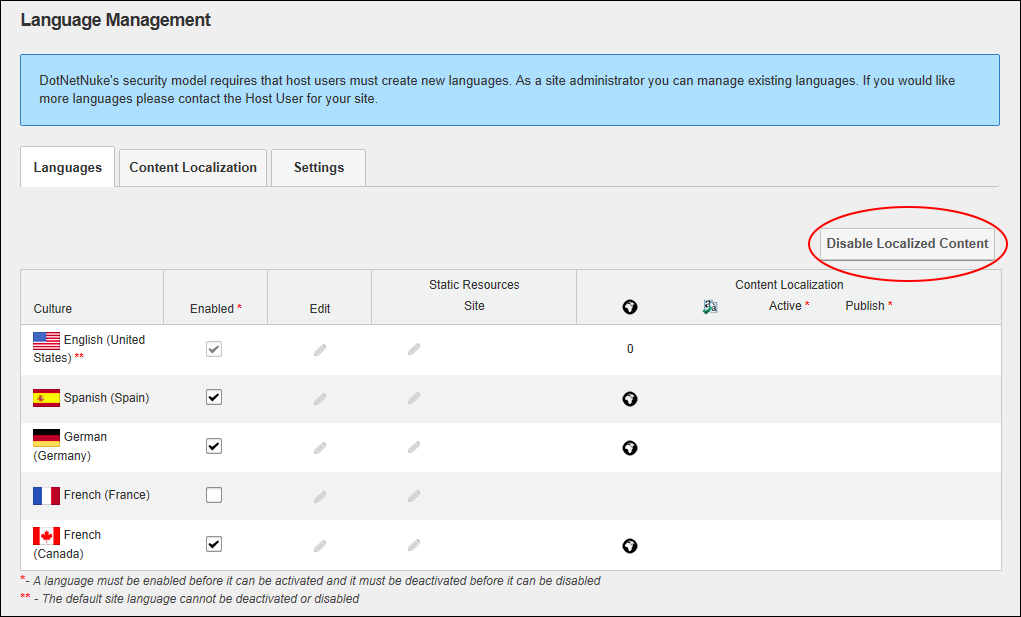 Language Management
DotNetNuke's security model requires that host users must create new languages. As a site administrator you can manage existing languages. If you would like
more languages please contact the Host User for your site.
Languages
Content Localization
Settings
Disable Localized Content
Static Resources
Content Localization
Culture
Enabled *
Edit
Site
Active *
Publish *
English (United
States) **
0
Spanish (Spain)
German
(Germany)
French (France)
French
(Canada)
*- A language must be enabled before it can be activated and it must be deactivated before it can be disabled
** - The default site language cannot be deactivated or disabled